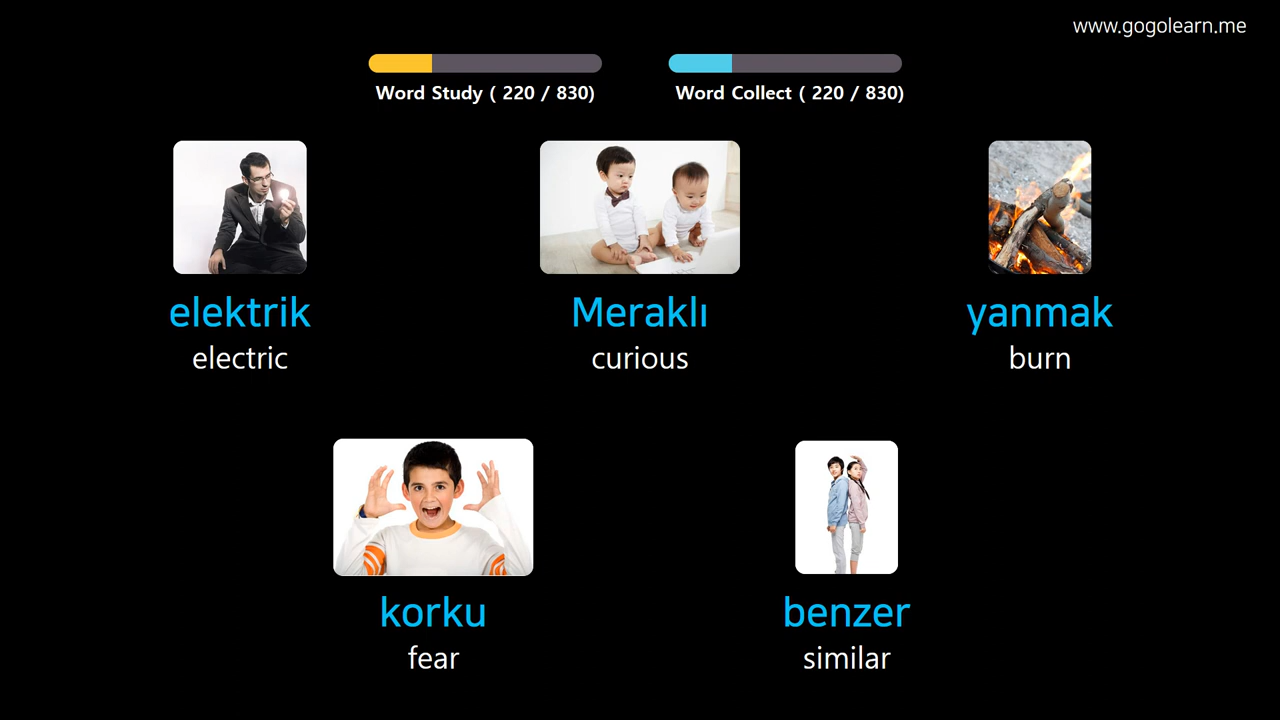 www.gogolearn.me
Word Study ( 220 / 830)
Word Collect ( 220 / 830)
elektrik
electric
Meraklı
curious
yanmak
burn
korku
fear
benzer
similar